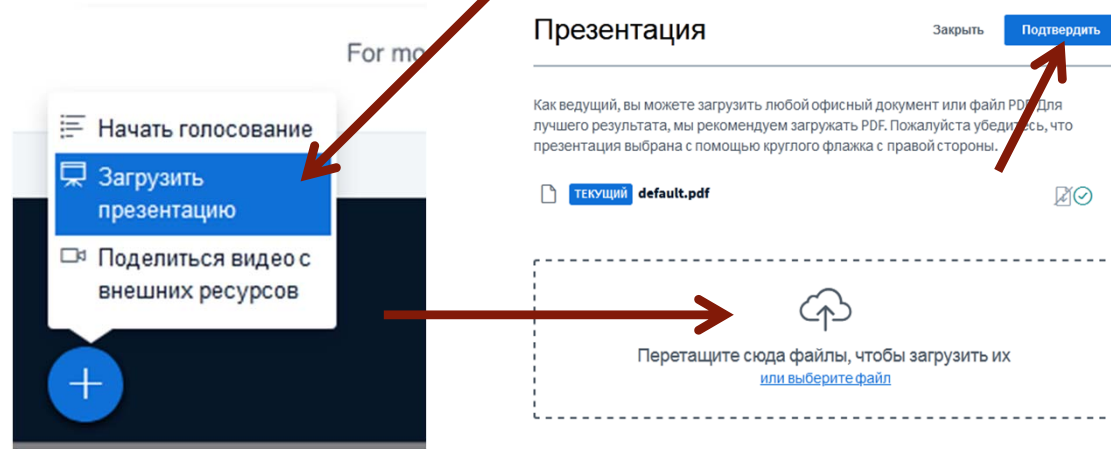 For mo
Начать голосование
Загрузить
презентацию
Поделиться видео с
внешних ресурсов
Презентация
Закрыть
Подтвердить
Как ведущий, вы можете загрузить любой офисный документ или файл PDF. Для
лучшего результата, мы рекомендуем загружать PDF. Пожалуйста убедитесь, что
презентация выбрана с помощью круглого флажка с правой стороны.
ТЕКУЩИЙ default.pdf
Перетащите сюда файлы, чтобы загрузить их
или выберите файл